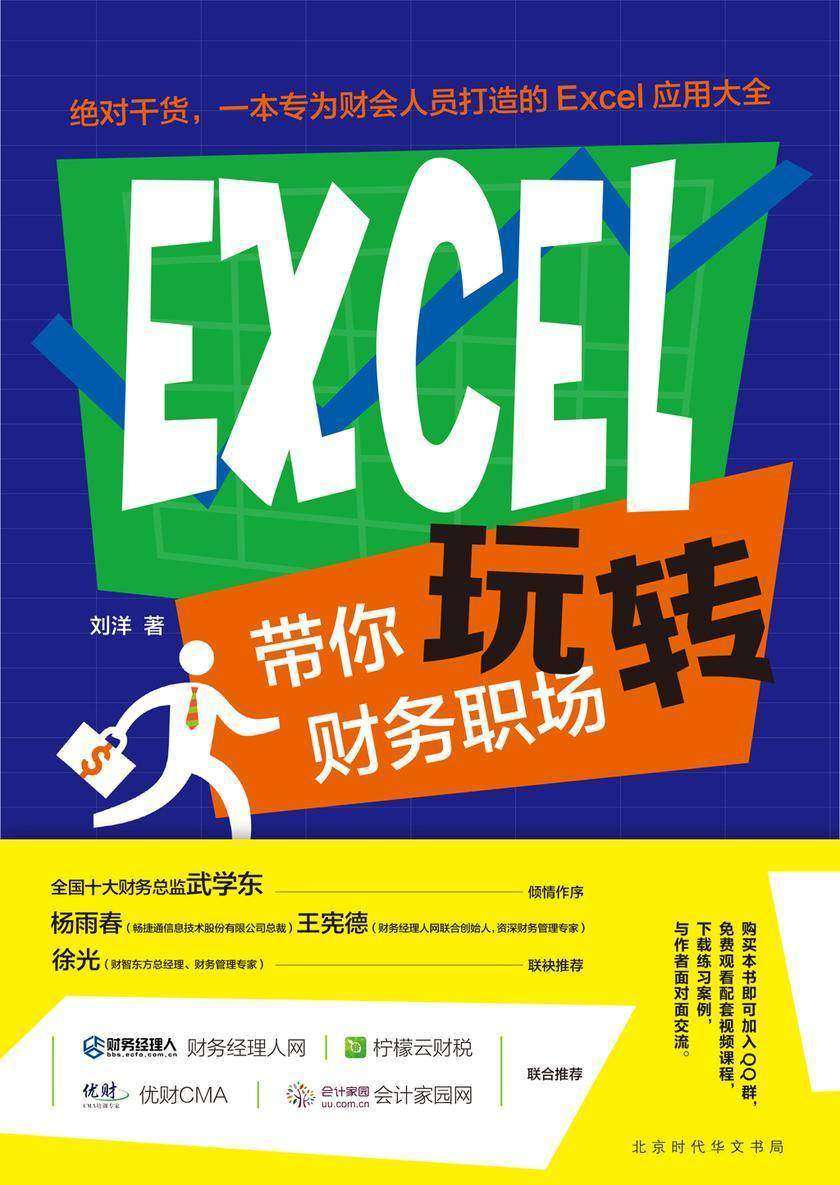 绝对干货，一本专为财会人员打造的 Excel 应用大全
EXCEL
带你玩转
财务职场
刘洋 著
全国十大财务总监武学东 倾情作序
杨雨春（畅捷通信息技术股份有限公司总裁）王宪德（财务经理人网联合创始人，资深财务管理专家）
徐光（财智东方总经理、财务管理专家） 联袂推荐
财务经理人
bbs.ecfo.com.cn
财务经理人网
柠檬云财税
优财
CMA培训专家
优财CMA
会计家园
uu.com.cn
会计家园网
联合推荐
购买本书即可加入QQ群，
免费观看配套视频课程，
下载练习案例，
与作者面对面交流。
北京时代华文书局